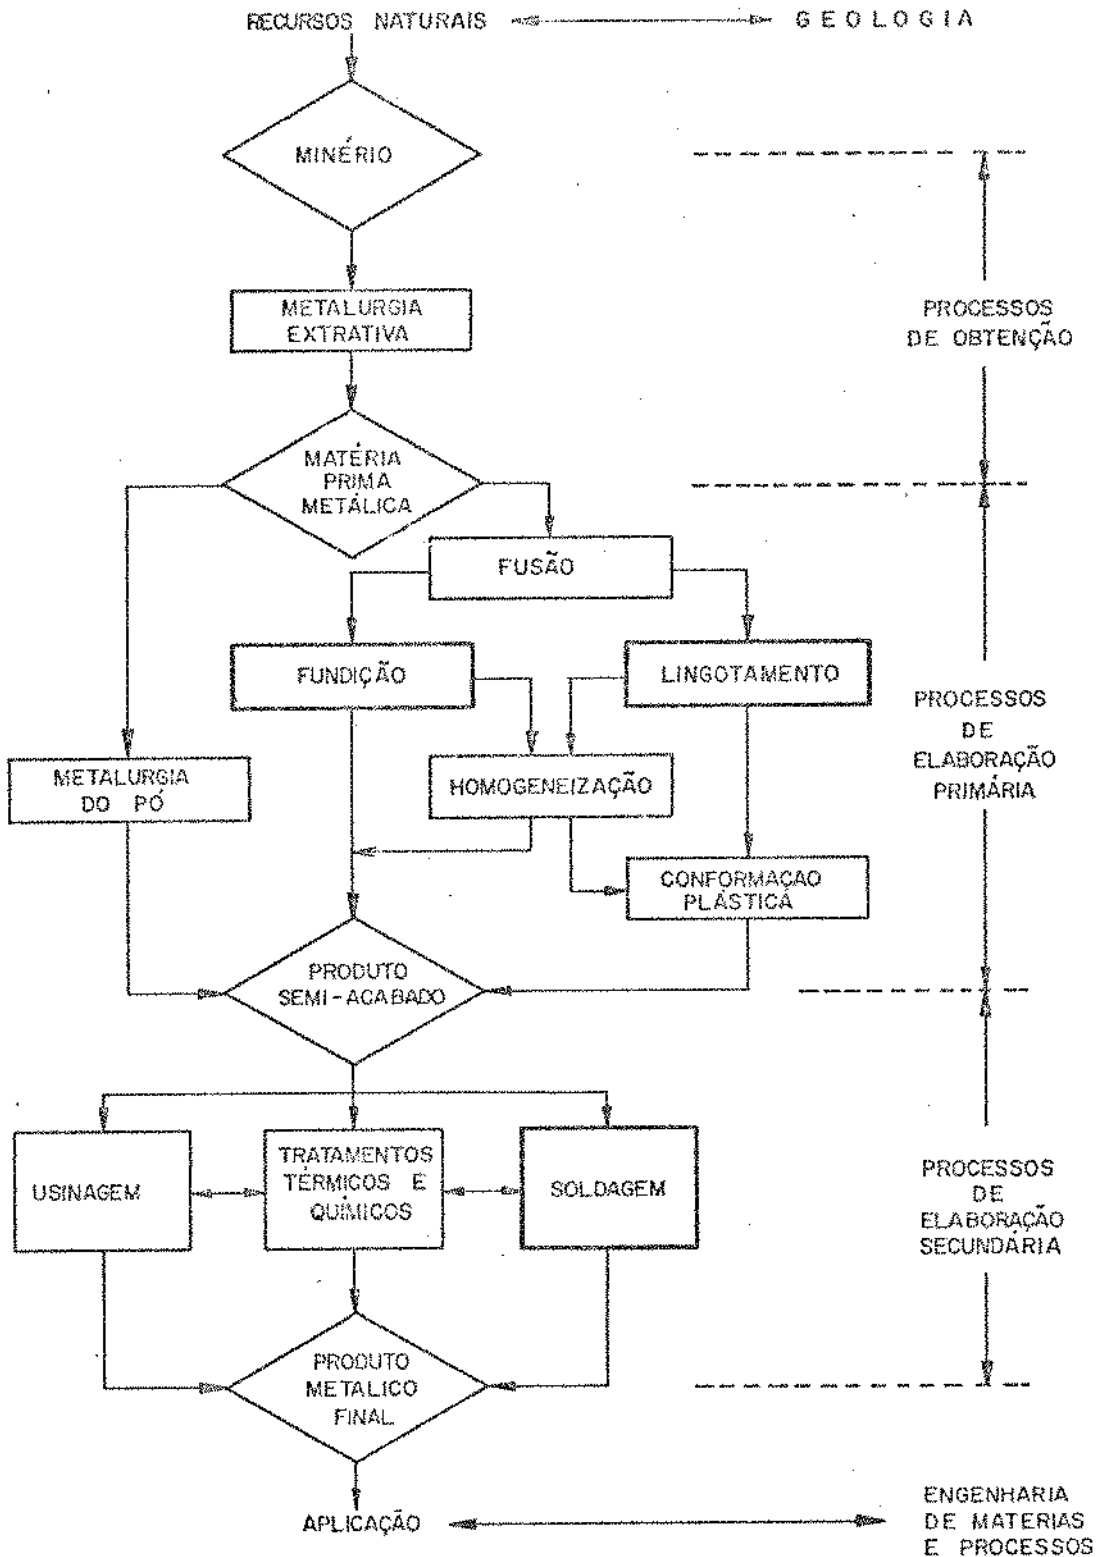 RECURSOS NATURAIS
GEOLOGIA
MINÉRIO
METALURGIA
EXTRATIVA
PROCESSOS
DE OBTENÇÃO
MATÉRIA
PRIMA
METÁLICA
FUSÃO
FUNDIÇÃO
LINGOTAMENTO
METALURGIA
DO PÓ
HOMOGENEIZAÇÃO
CONFORMAÇAO
PLÁSTICA
PROCESSOS
DE
ELABORAÇÃO
PRIMÁRIA
PRODUTO
SEMI-ACABADO
USINAGEM
TRATAMENTOS
TÉRMICOS E
QUÍMICOS
SOLDAGEM
PROCESSOS
DE
ELABORAÇÃO
SECUNDÁRIA
PRODUTO
METALICO
FINAL
APLICAÇÃO
ENGENHARIA
DE MATERIAS
E PROCESSOS